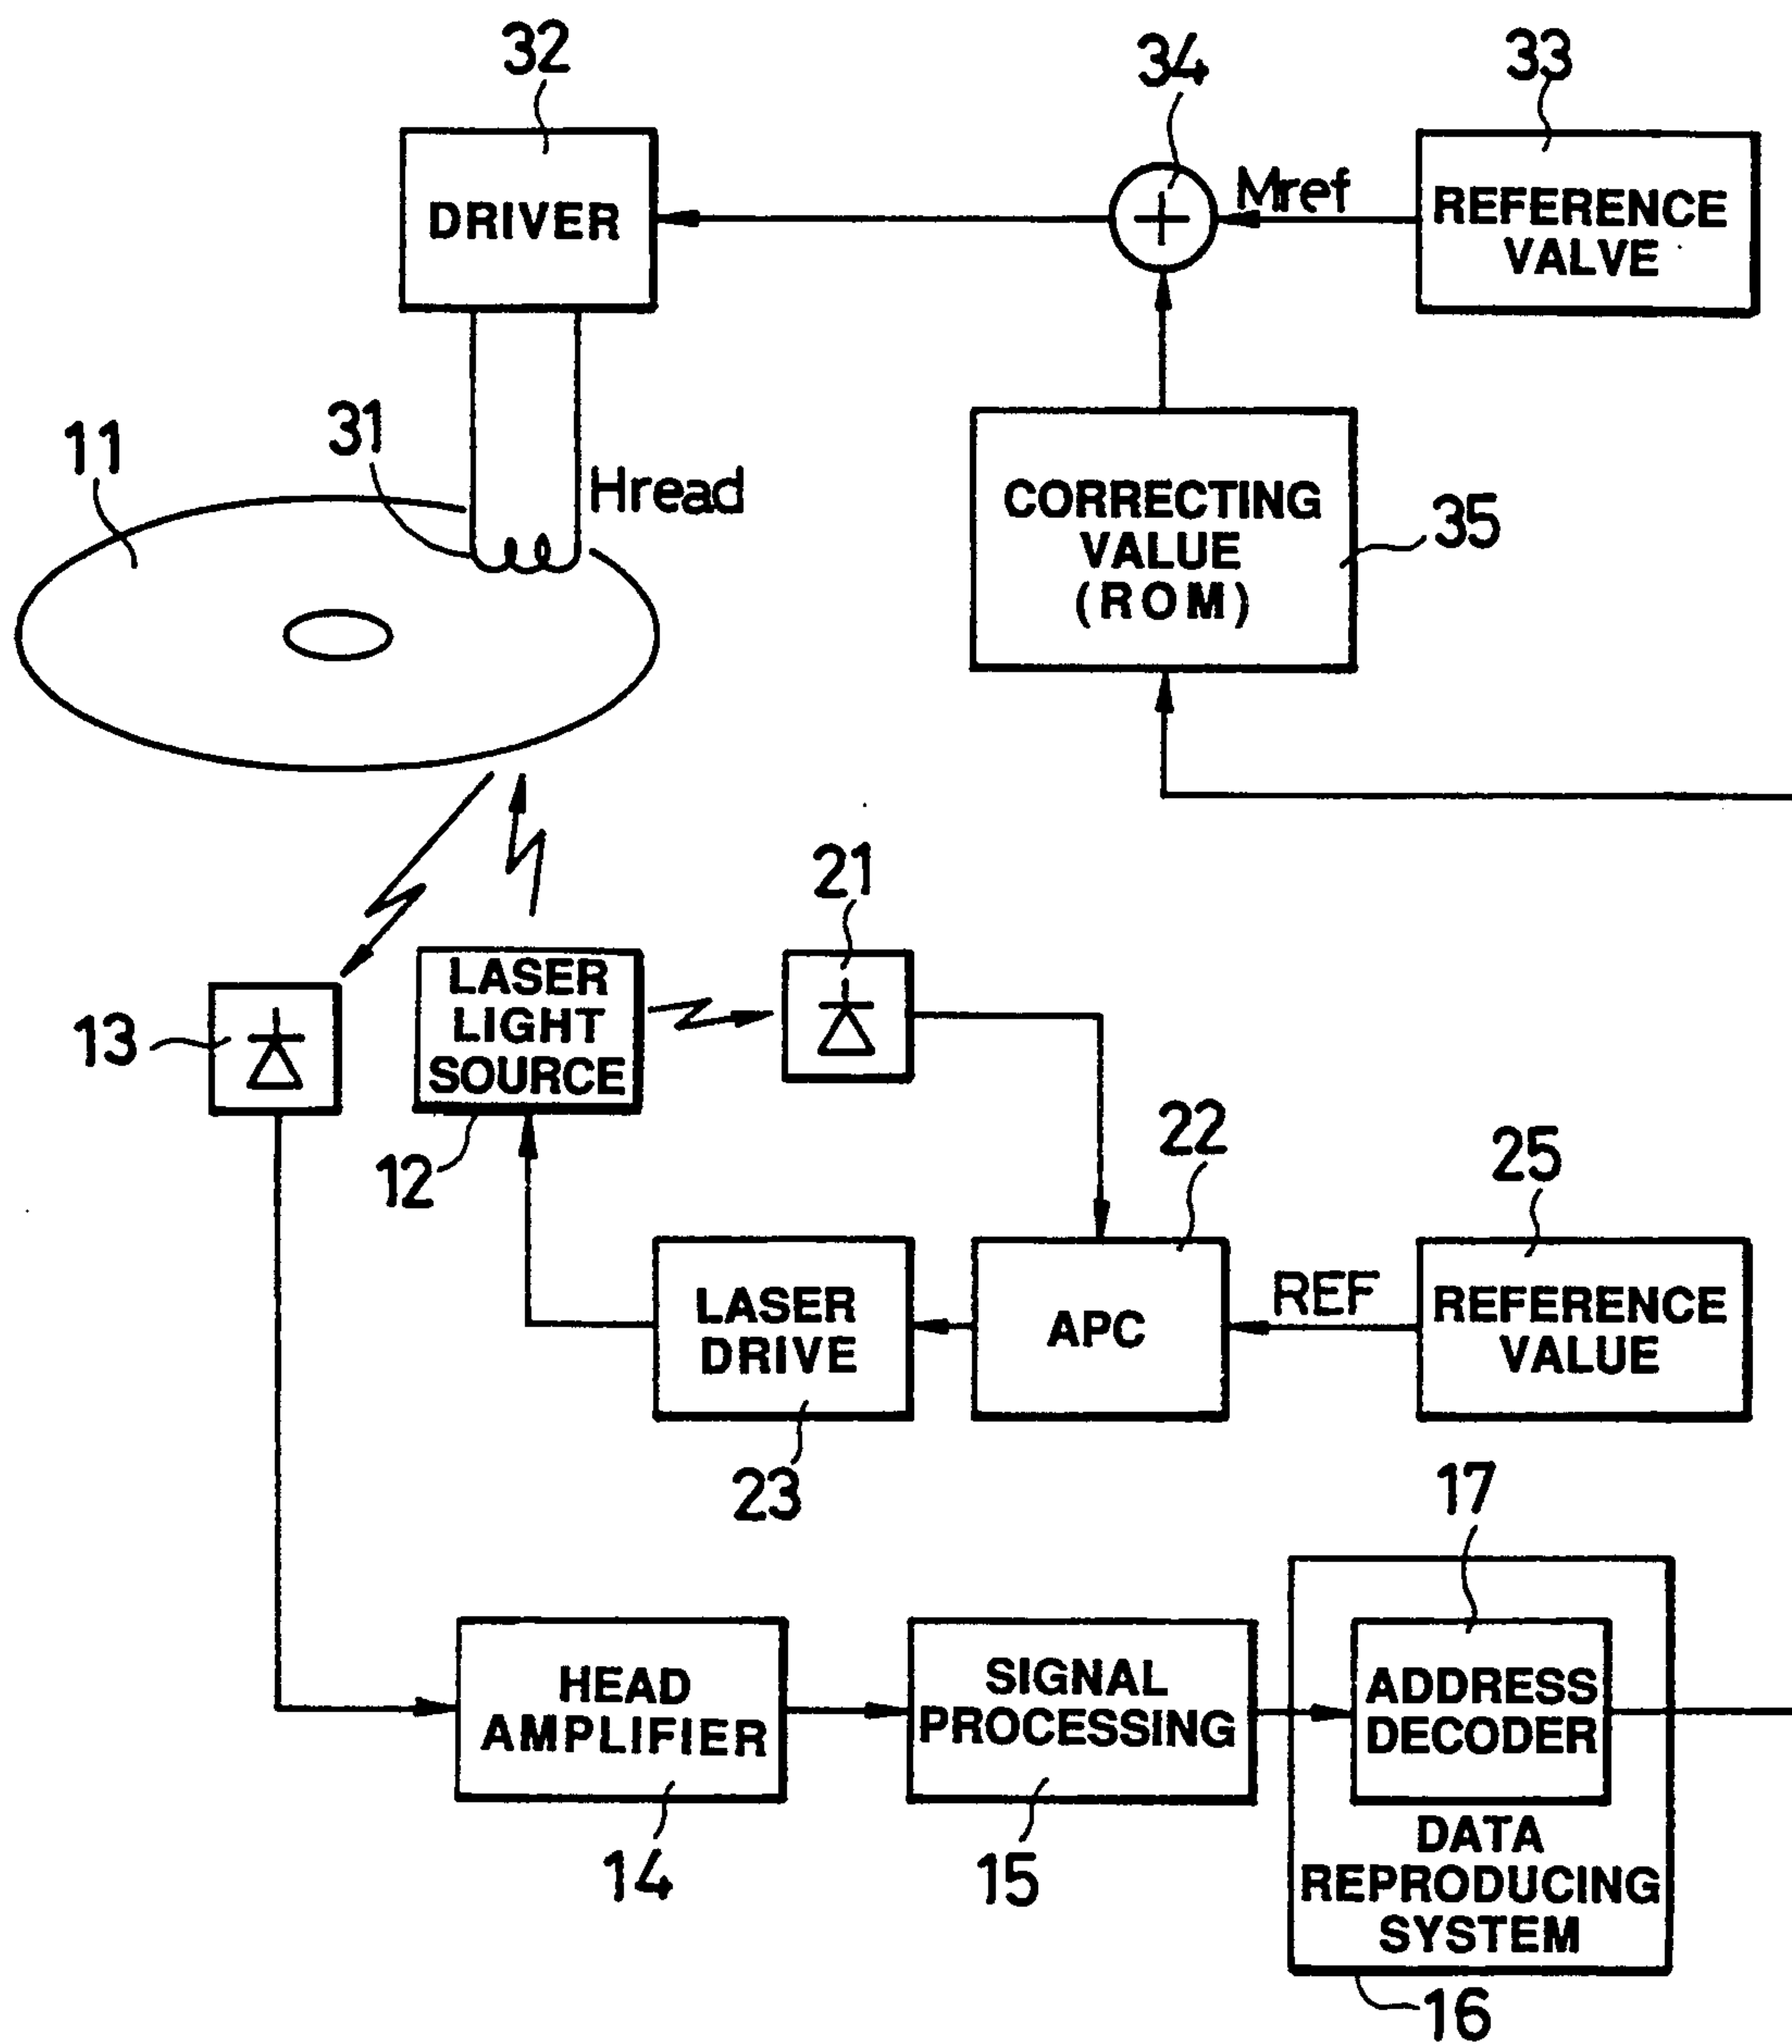 32
34
33
DRIVER
Mref
REFERENCE
VALVE
31
11
Hread
CORRECTING
VALUE
(ROM)
35
21
13
LASER
LIGHT
SOURCE
12
22
25
LASER
DRIVE
APC
REF
REFERENCE
VALUE
23
17
HEAD
AMPLIFIER
SIGNAL
PROCESSING
ADDRESS
DECODER
DATA
REPRODUCING
SYSTEM
14
15
16